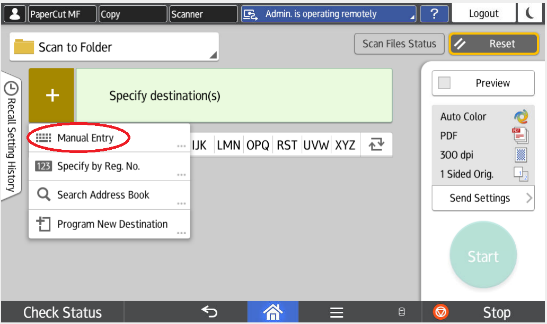 PaperCut MF
Copy
Scanner
Admin. is operating remotely
?
Logout
Scan to Folder
Scan Files Status
Reset
Recall Setting History
+
Specify destination(s)
Preview
Manual Entry
IJK LMN OPQ RST UVW XYZ
123 Specify by Reg. No.
Search Address Book
Program New Destination
Auto Color
PDF
300 dpi
1 Sided Orig.
Send Settings
Start
Check Status
Stop